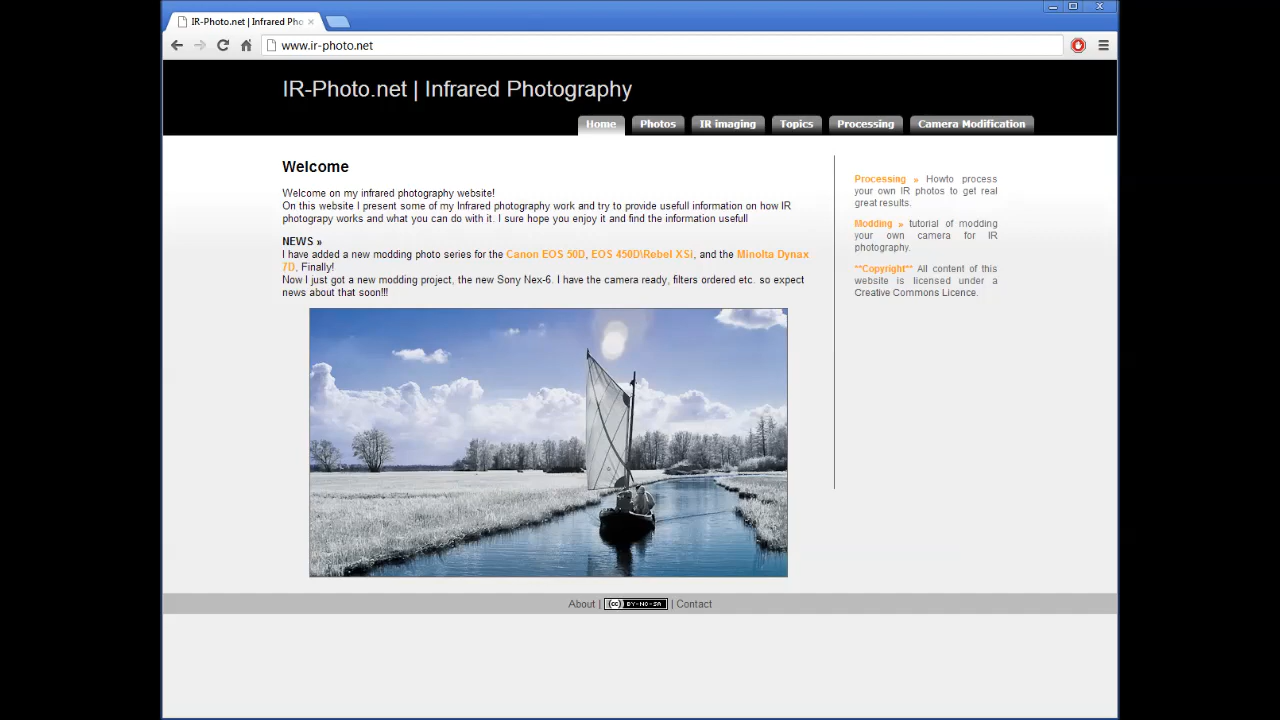 IR-Photo.net | Infrared Pho
www.ir-photo.net
IR-Photo.net | Infrared Photography
Home Photos IR imaging Topics Processing Camera Modification
Welcome
Welcome on my infrared photography website!
On this website I present some of my Infrared photography work and try to provide usefull information on how IR
photograpy works and what you can do with it. I sure hope you enjoy it and find the information usefull
NEWS »
I have added a new modding photo series for the Canon EOS 50D, EOS 450D\Rebel XSi, and the Minolta Dynax
7D, Finally!
Now I just got a new modding project, the new Sony Nex-6. I have the camera ready, filters ordered etc. so expect
news about that soon!!!
Processing » Howto process
your own IR photos to get real
great results.
Modding » tutorial of modding
your own camera for IR
photography.
**Copyright** All content of this
website is licensed under a
Creative Commons Licence.
About | cc BY-NC-SA | Contact